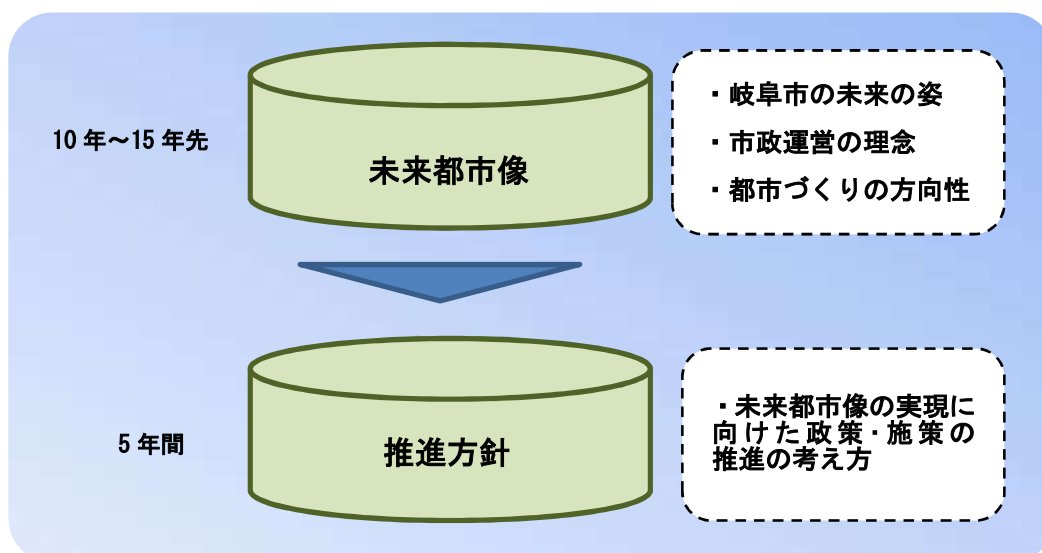 10年～15年先
未来都市像
・岐阜市の未来の姿
・市政運営の理念
・都市づくりの方向性
5年間
推進方針
・未来都市像の実現に
向けた政策・施策の
推進の考え方